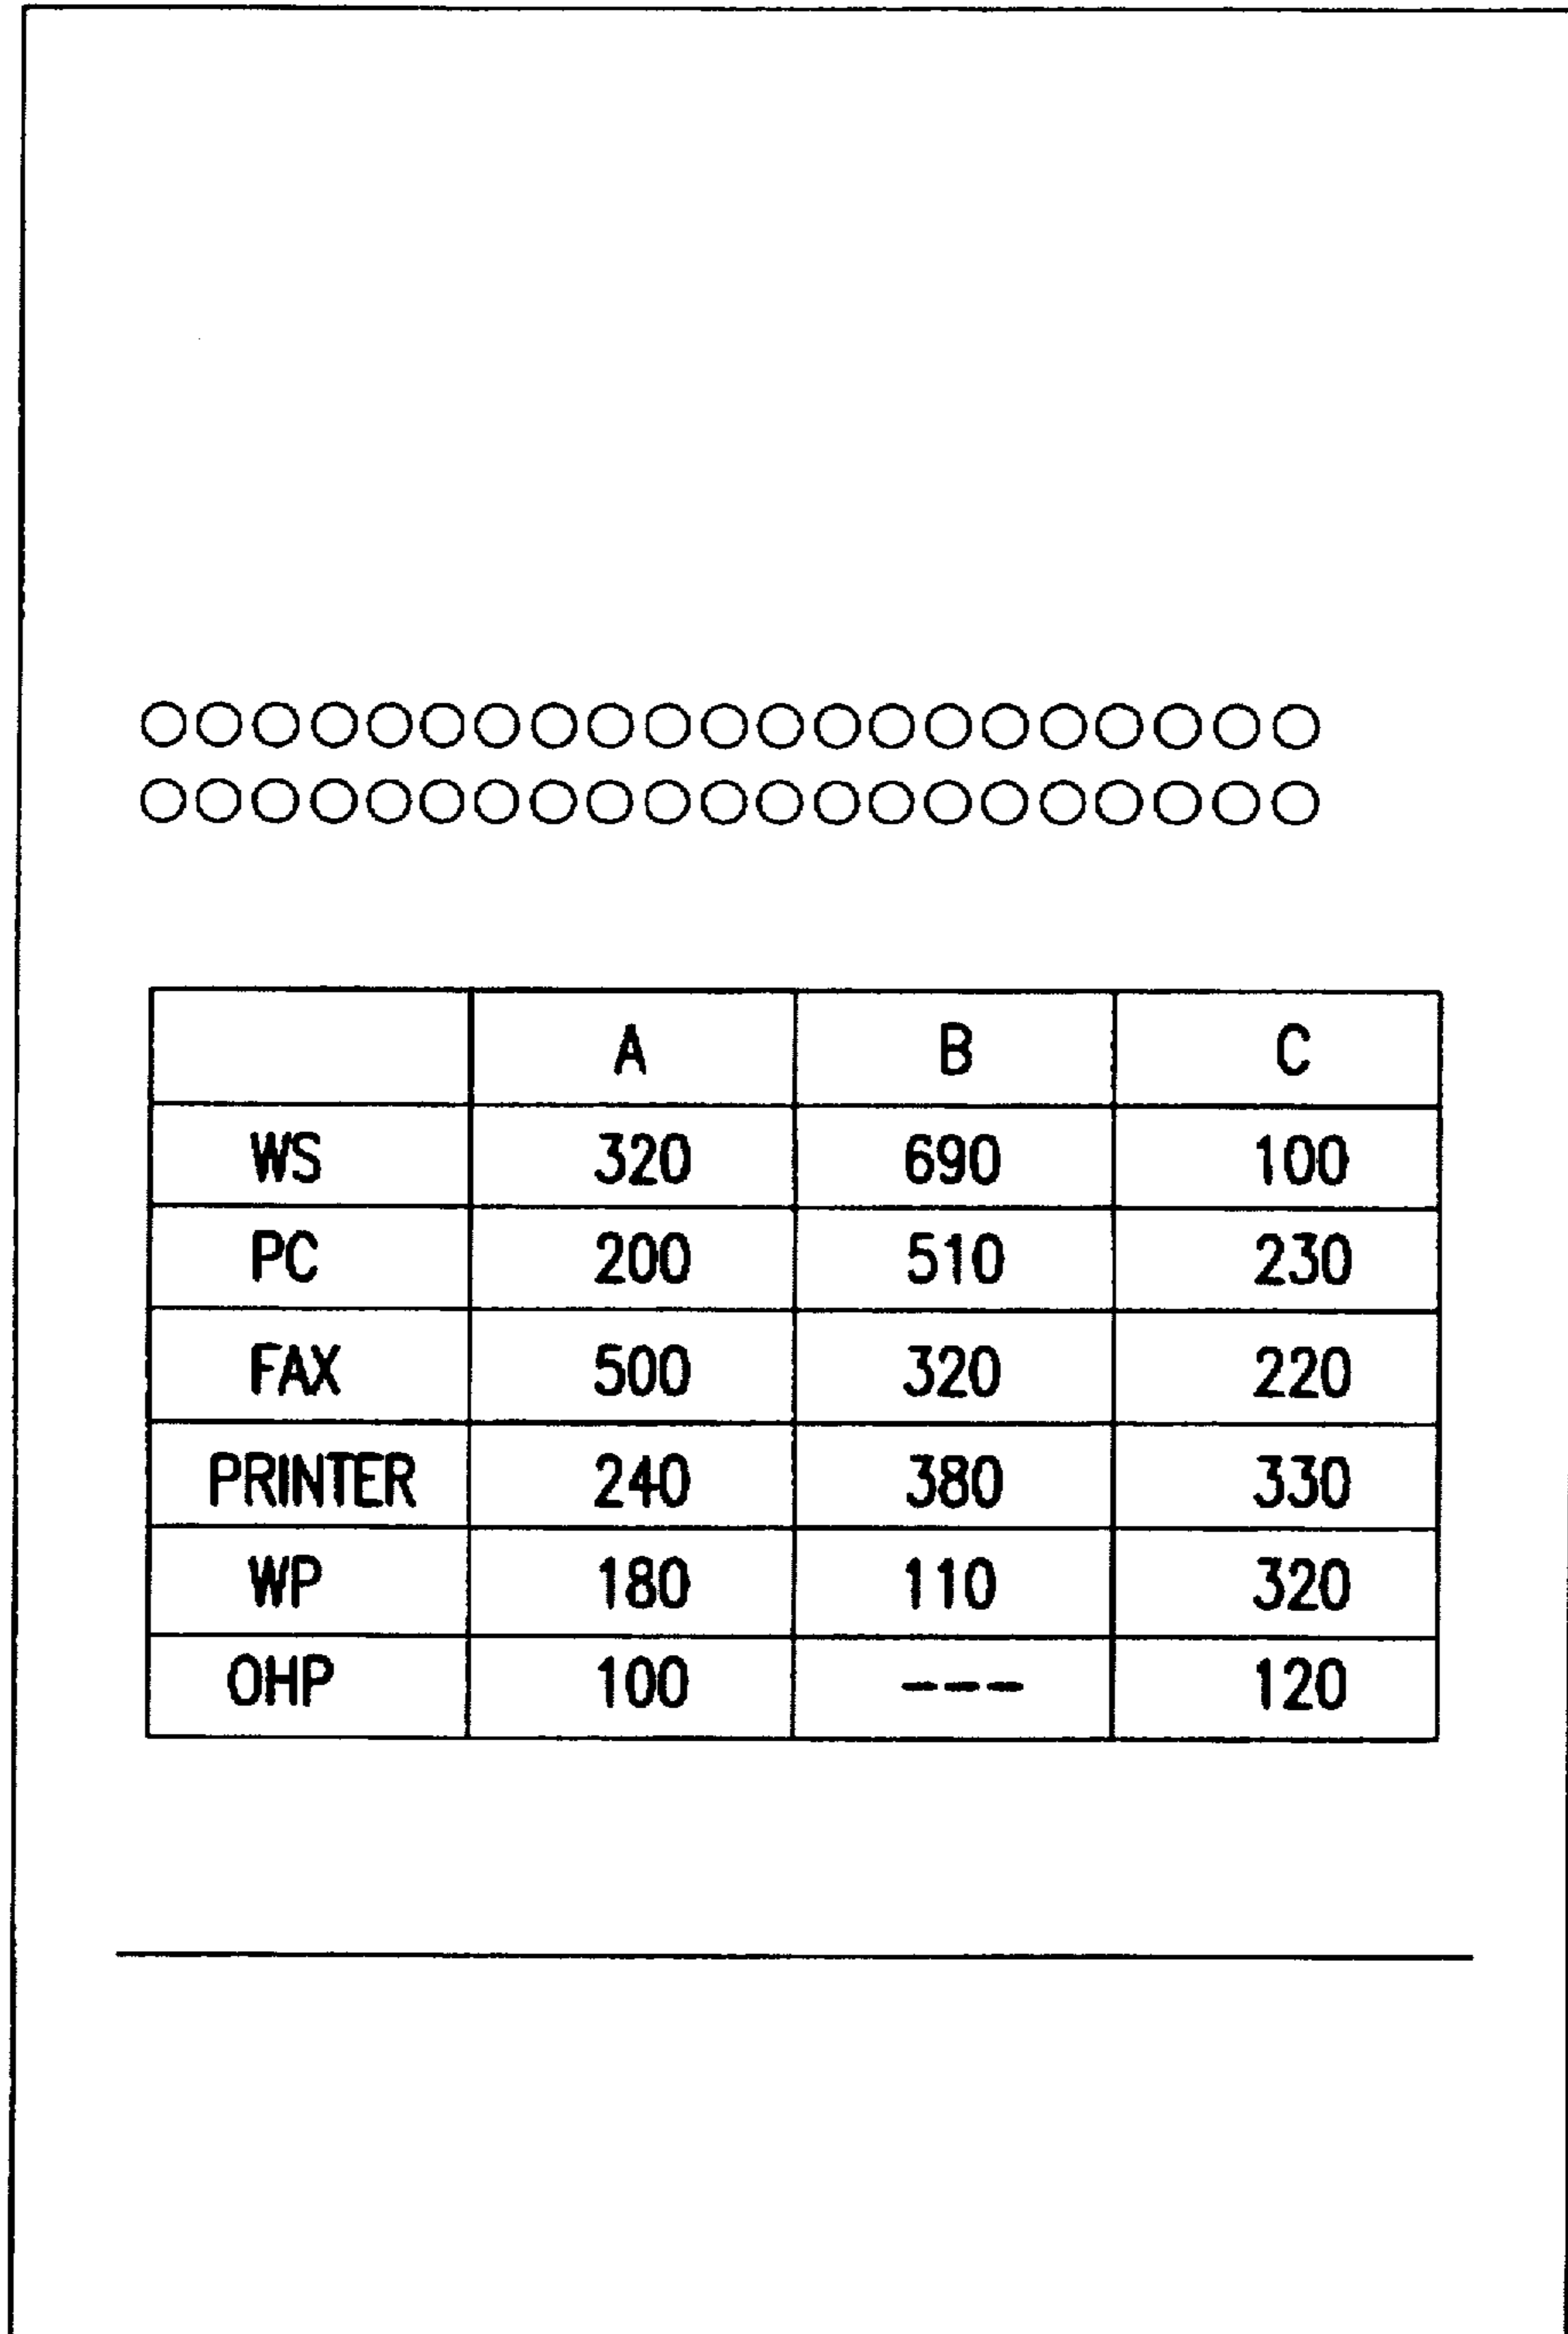 ○○○○○○○○○○○○○○○○○○○○○
○○○○○○○○○○○○○○○○○○○○○
A B C
WS 320 690 100
PC 200 510 230
FAX 500 320 220
PRINTER 240 380 330
WP 180 110 320
OHP 100 --- 120